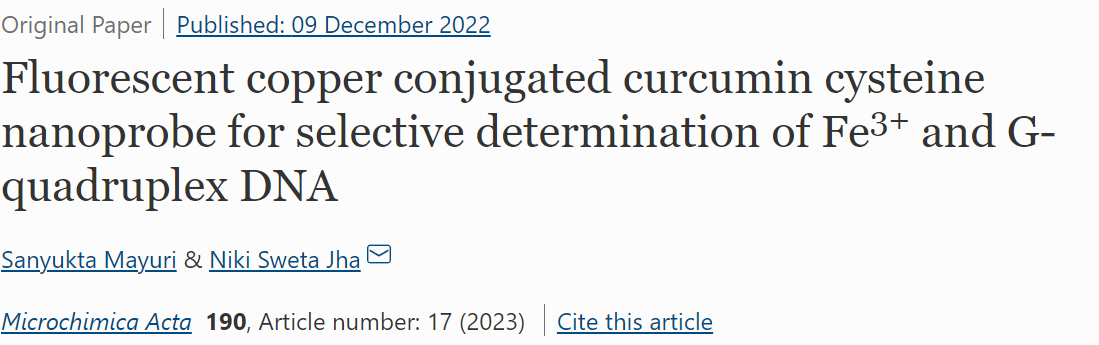 Original Paper | Published: 09 December 2022
Fluorescent copper conjugated curcumin cysteine
nanoprobe for selective determination of Fe³⁺ and G-
quadruplex DNA
Sanyukta Mayuri & Niki Sweta Jha
Microchimica Acta 190, Article number: 17 (2023) | Cite this article